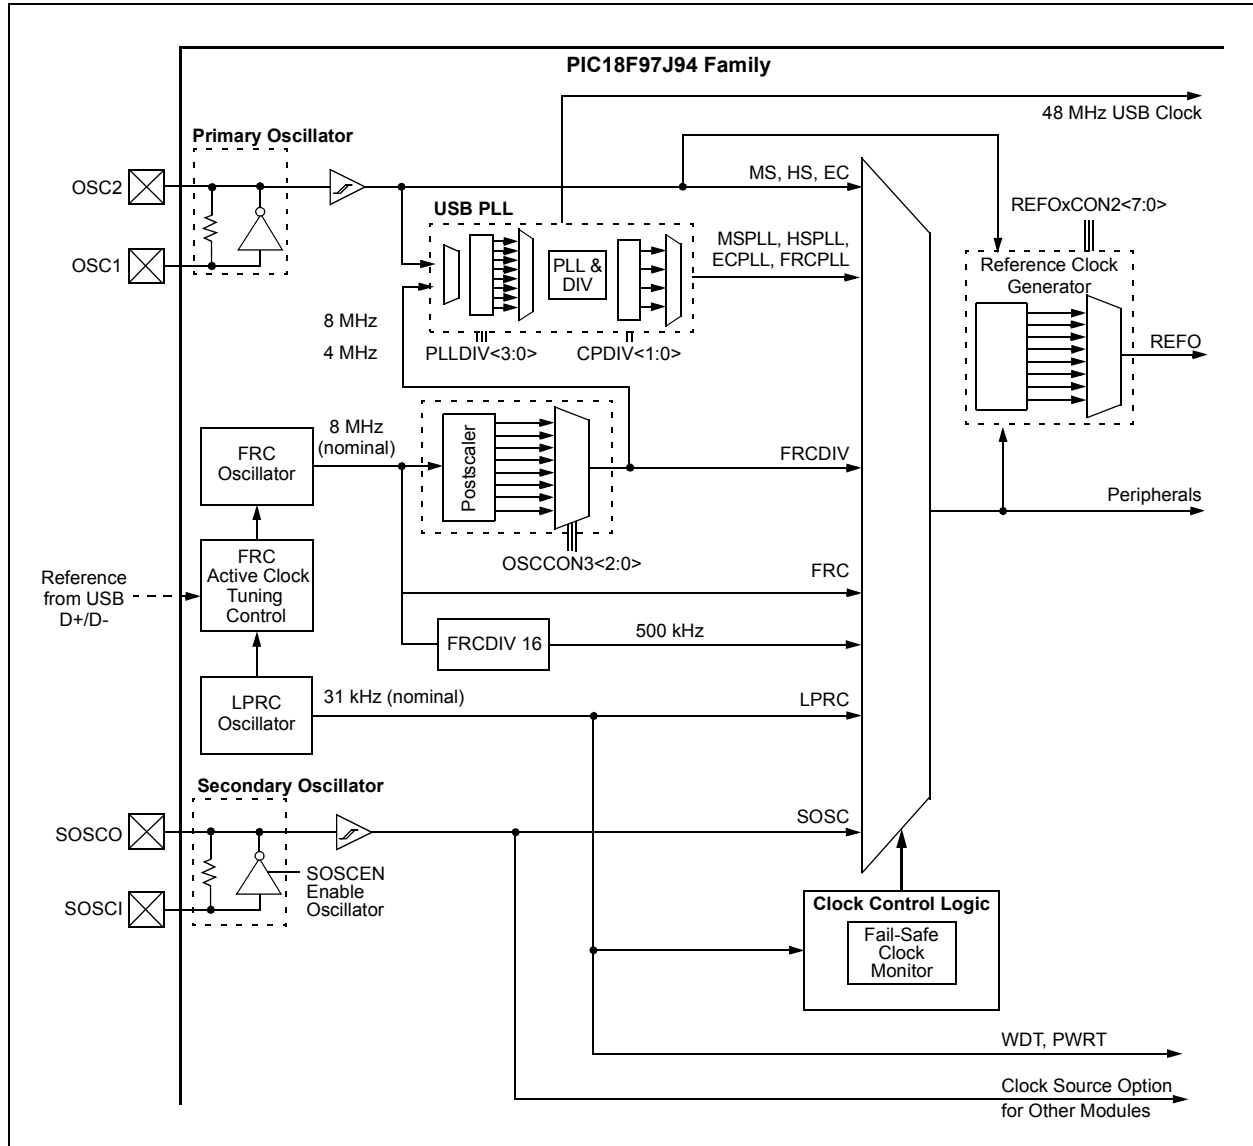 PIC18F97J94 Family
48 MHz USB Clock
Primary Oscillator
OSC2
OSC1
MS, HS, EC
USB PLL
PLL &
DIV
MSPLL, HSPLL,
ECPLL, FRCPLL
REFOxCON2<7:0>
Reference Clock
Generator
REFO
8 MHz
4 MHz
PLLDIV<3:0>
CPDIV<1:0>
FRC
Oscillator
8 MHz
(nominal)
Postscaler
FRCDIV
OSCCON3<2:0>
Peripherals
Reference
from USB
D+/D-
FRC
Active Clock
Tuning
Control
FRC
FRCDIV 16
500 kHz
LPRC
Oscillator
31 kHz (nominal)
LPRC
Secondary Oscillator
SOSCO
SOSCI
SOSCEN
Enable
Oscillator
SOSC
Clock Control Logic
Fail-Safe
Clock
Monitor
WDT, PWRT
Clock Source Option
for Other Modules